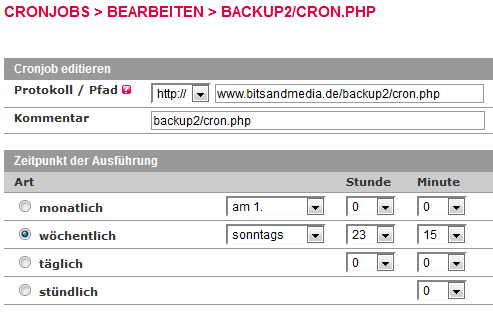 CRONJOBS > BEARBEITEN > BACKUP2/CRON.PHP
Cronjob editieren
Protokoll / Pfad ? http:// www.bitsandmedia.de/backup2/cron.php
Kommentar backup2/cron.php
Zeitpunkt der Ausführung
Art Stunde Minute
monatlich am 1. 0 0
wöchentlich sonntags 23 15
täglich 0 0
stündlich 0